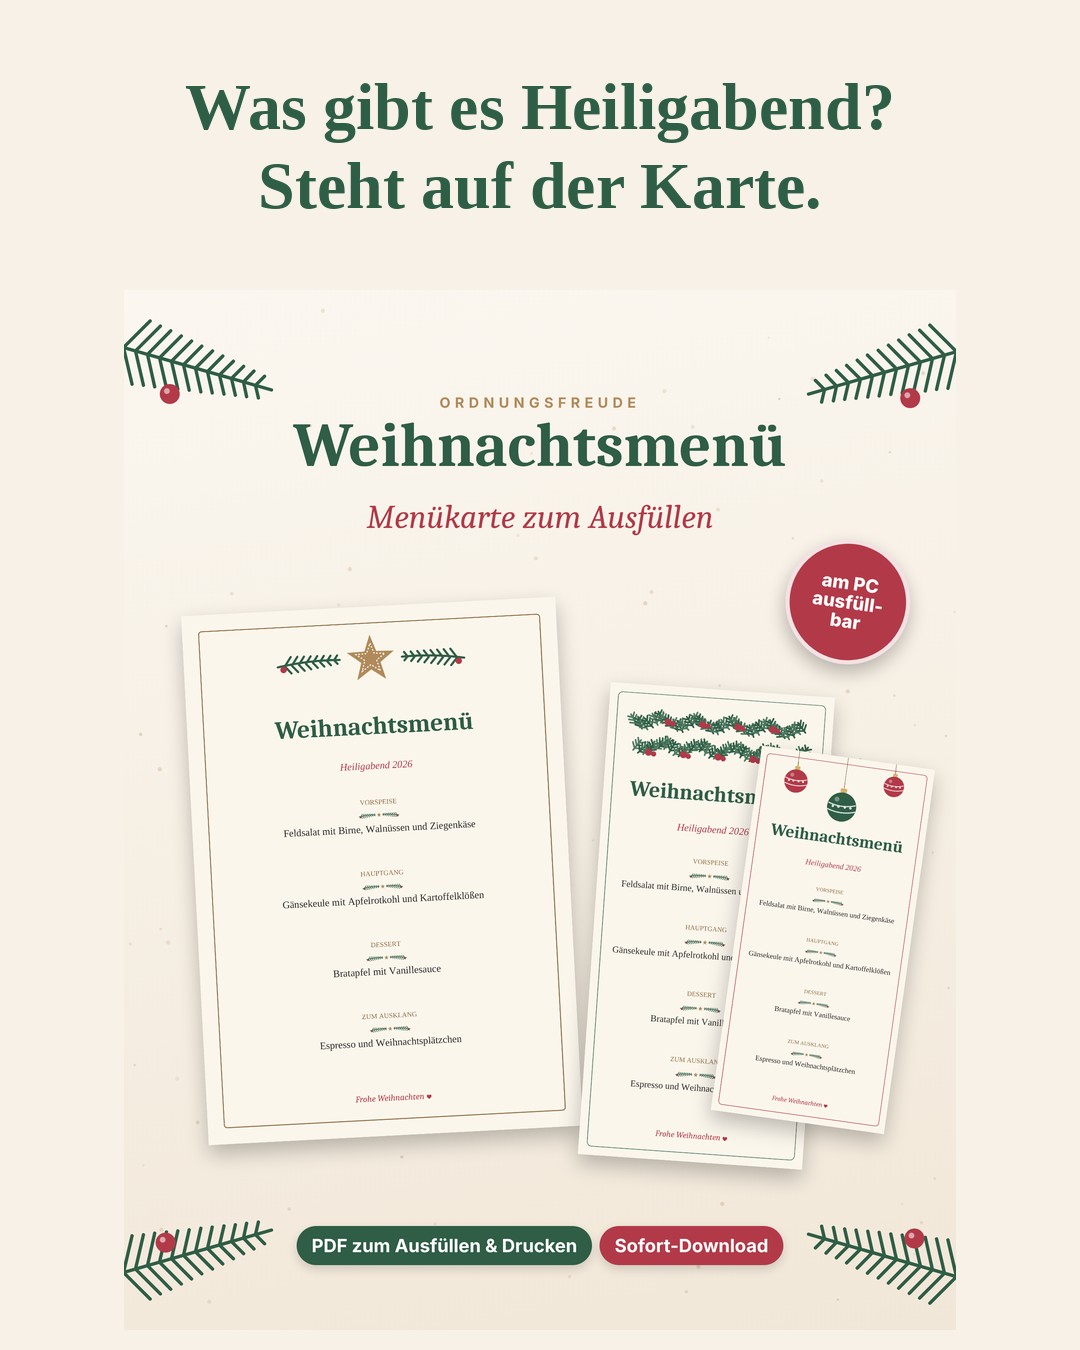 Was gibt es Heiligabend?
Steht auf der Karte.
ORDNUNGSFREUDE
Weihnachtsmenü
Menükarte zum Ausfüllen
am PC
ausfüll-
bar
Weihnachtsmenü
Heiligabend 2026
VORSPEISE
Feldsalat mit Birne, Walnüssen und Ziegenkäse
HAUPTGANG
Gänsekeule mit Apfelrotkohl und Kartoffelklößen
DESSERT
Bratapfel mit Vanillesauce
ZUM AUSKLANG
Espresso und Weihnachtsplätzchen
Frohe Weihnachten ♥
Weihnachtsm
Heiligabend 2026
VORSPEISE
Feldsalat mit Birne, Walnüssen u
HAUPTGANG
Gänsekeule mit Apfelrotkohl und
DESSERT
Bratapfel mit Vanill
ZUM AUSKLAN
Espresso und Weihnac
Frohe Weihnachten ♥
Weihnachtsmenü
Heiligabend 2026
VORSPEISE
Feldsalat mit Birne, Walnüssen und Ziegenkäse
HAUPTGANG
Gänsekeule mit Apfelrotkohl und Kartoffelklößen
DESSERT
Bratapfel mit Vanillesauce
ZUM AUSKLANG
Espresso und Weihnachtsplätzchen
Frohe Weihnachten ♥
PDF zum Ausfüllen & Drucken
Sofort-Download